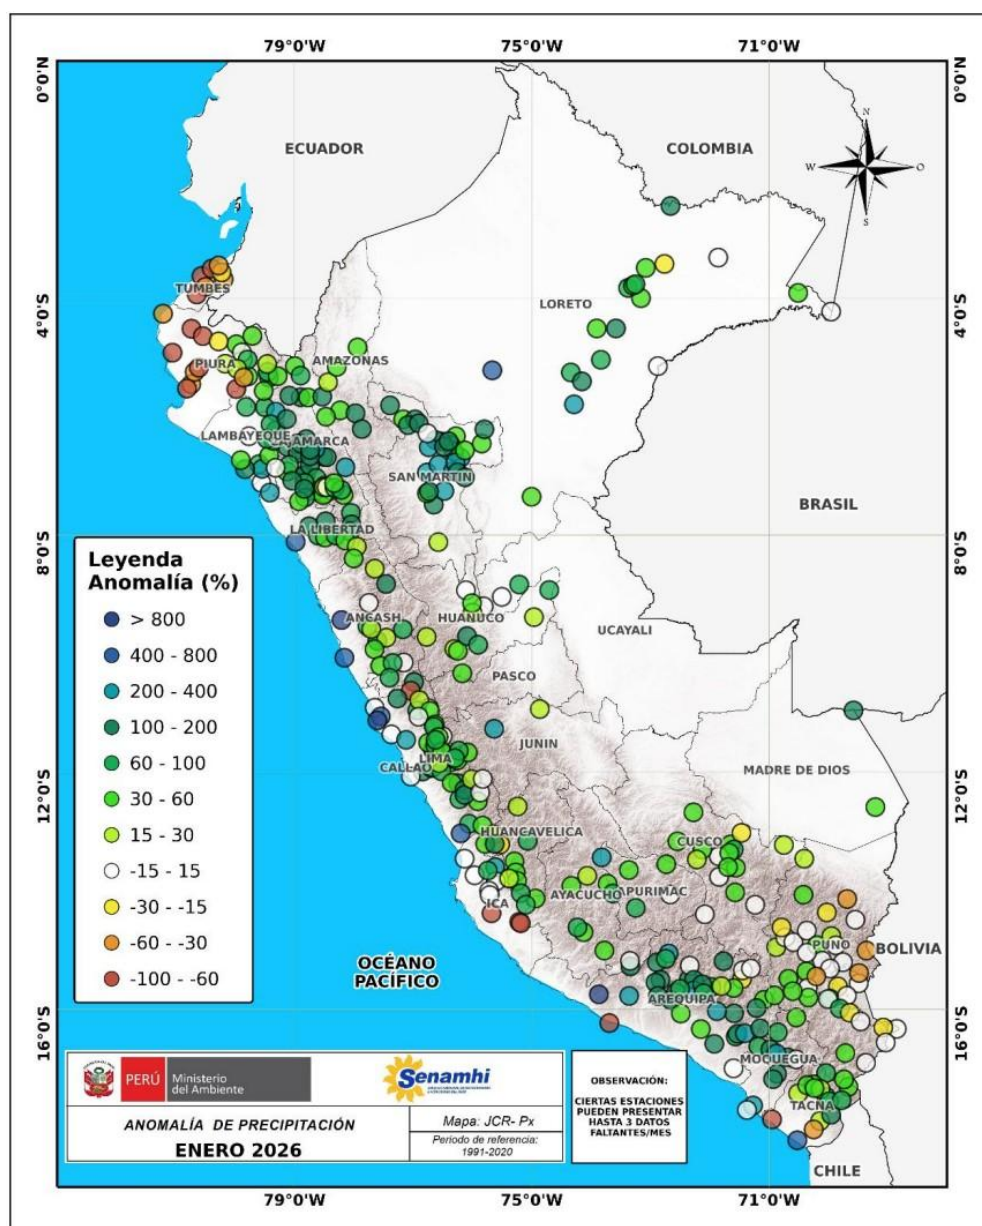 79°0'W 75°0'W 71°0'W
0°0'N 0°0'N
ECUADOR
COLOMBIA
N
W O
S
TUMBES
LORETO
4°0'S 4°0'S
PIURA
AMAZONAS
LAMBAYEQUE
CAJAMARCA
SAN MARTIN
BRASIL
LA LIBERTAD
8°0'S 8°0'S
Leyenda
Anomalía (%)
> 800
400 - 800
200 - 400
100 - 200
60 - 100
30 - 60
15 - 30
-15 - 15
-30 - -15
-60 - -30
-100 - -60
ANCASH
HUANUCO
UCAYALI
PASCO
JUNIN
LIMA
CALLAO
MADRE DE DIOS
12°0'S 12°0'S
HUANCAVELICA
CUSCO
ICA
AYACUCHO
APURIMAC
PUNO
BOLIVIA
OCÉANO
PACÍFICO
AREQUIPA
16°0'S 16°0'S
MOQUEGUA
TACNA
CHILE
PERÚ
Ministerio
del Ambiente
Senamhi
ANOMALÍA DE PRECIPITACIÓN
ENERO 2026
Mapa: JCR- Px
Periodo de referencia:
1991-2020
OBSERVACIÓN:
CIERTAS ESTACIONES
PUEDEN PRESENTAR
HASTA 3 DATOS
FALTANTES/MES
79°0'W 75°0'W 71°0'W